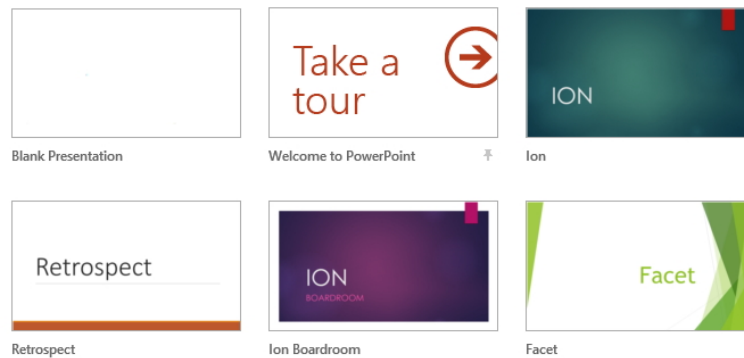 Take a
tour
ION
Blank Presentation
Welcome to PowerPoint
Ion
Retrospect
ION
BOARDROOM
Facet
Retrospect
Ion Boardroom
Facet